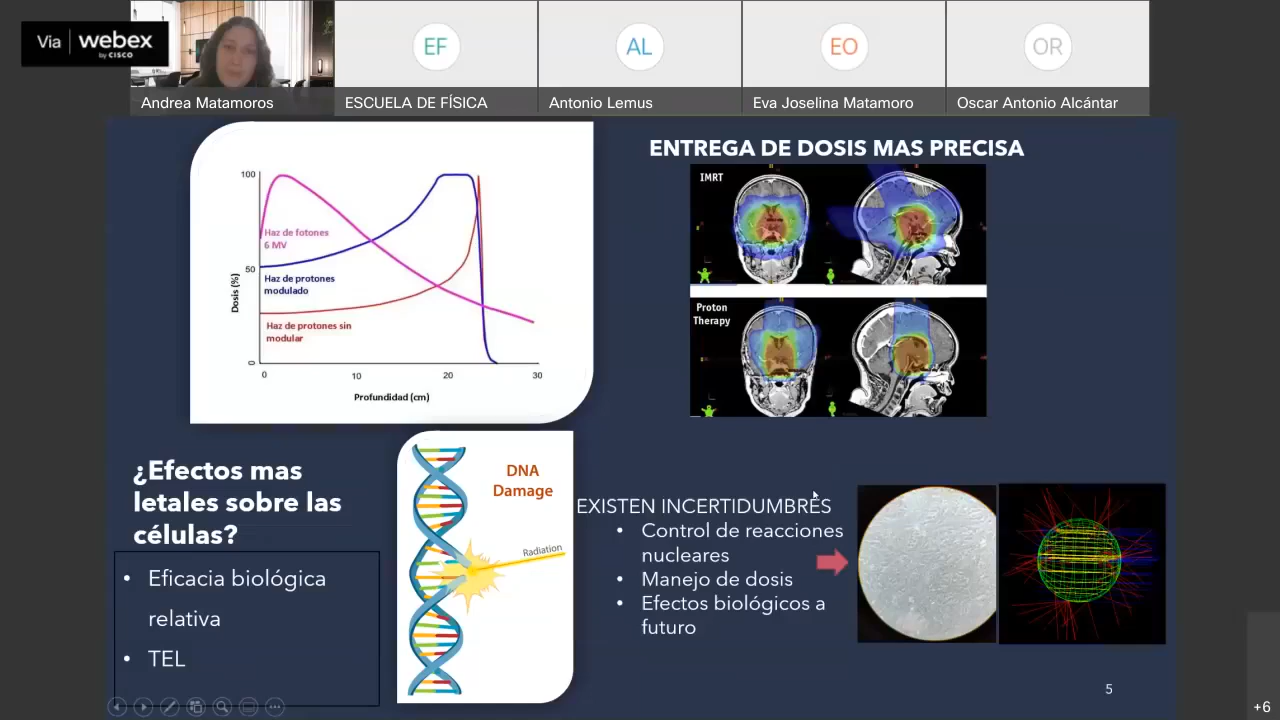 Via webex
by CISCO
Andrea Matamoros
ESCUELA DE FÍSICA
Antonio Lemus
Eva Joselina Matamoro
Oscar Antonio Alcántar
EF
AL
EO
OR
100
50
0
Dosis (%)
Haz de fotones
6 MV
Haz de protones
modulado
Haz de protones sin
modular
0
10
20
30
Profundidad (cm)
ENTREGA DE DOSIS MAS PRECISA
IMRT
Proton
Therapy
¿Efectos mas
letales sobre las
células?
• Eficacia biológica
relativa
• TEL
DNA
Damage
Radiation
EXISTEN INCERTIDUMBRES
• Control de reacciones
nucleares
• Manejo de dosis
• Efectos biológicos a
futuro
5
+6